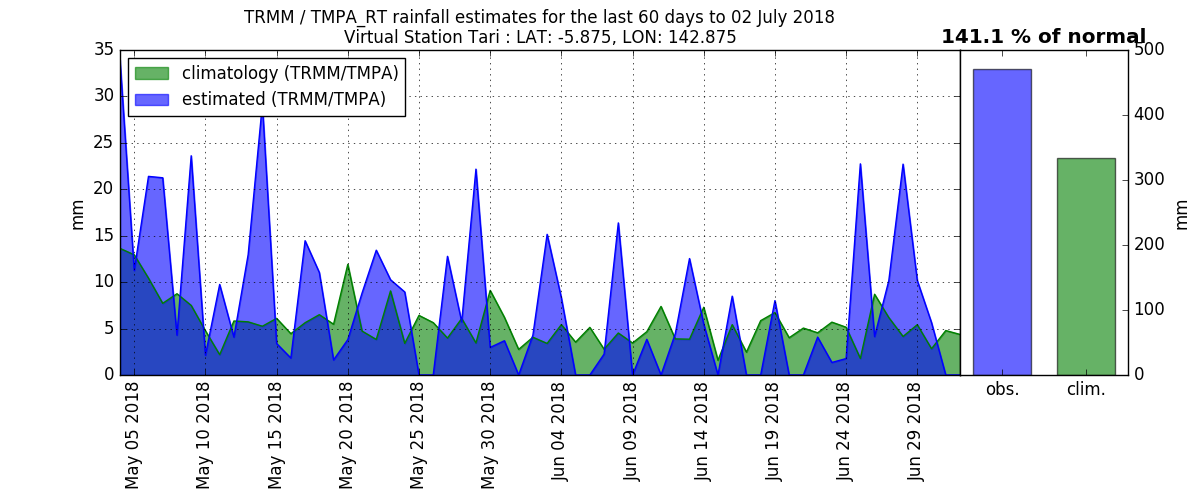 TRMM / TMPA_RT rainfall estimates for the last 60 days to 02 July 2018
Virtual Station Tari : LAT: -5.875, LON: 142.875
141.1 % of normal
climatology (TRMM/TMPA)
estimated (TRMM/TMPA)
35
30
25
20
15
10
5
0
mm
May 05 2018
May 10 2018
May 15 2018
May 20 2018
May 25 2018
May 30 2018
Jun 04 2018
Jun 09 2018
Jun 14 2018
Jun 19 2018
Jun 24 2018
Jun 29 2018
obs.
clim.
500
400
300
200
100
0
mm